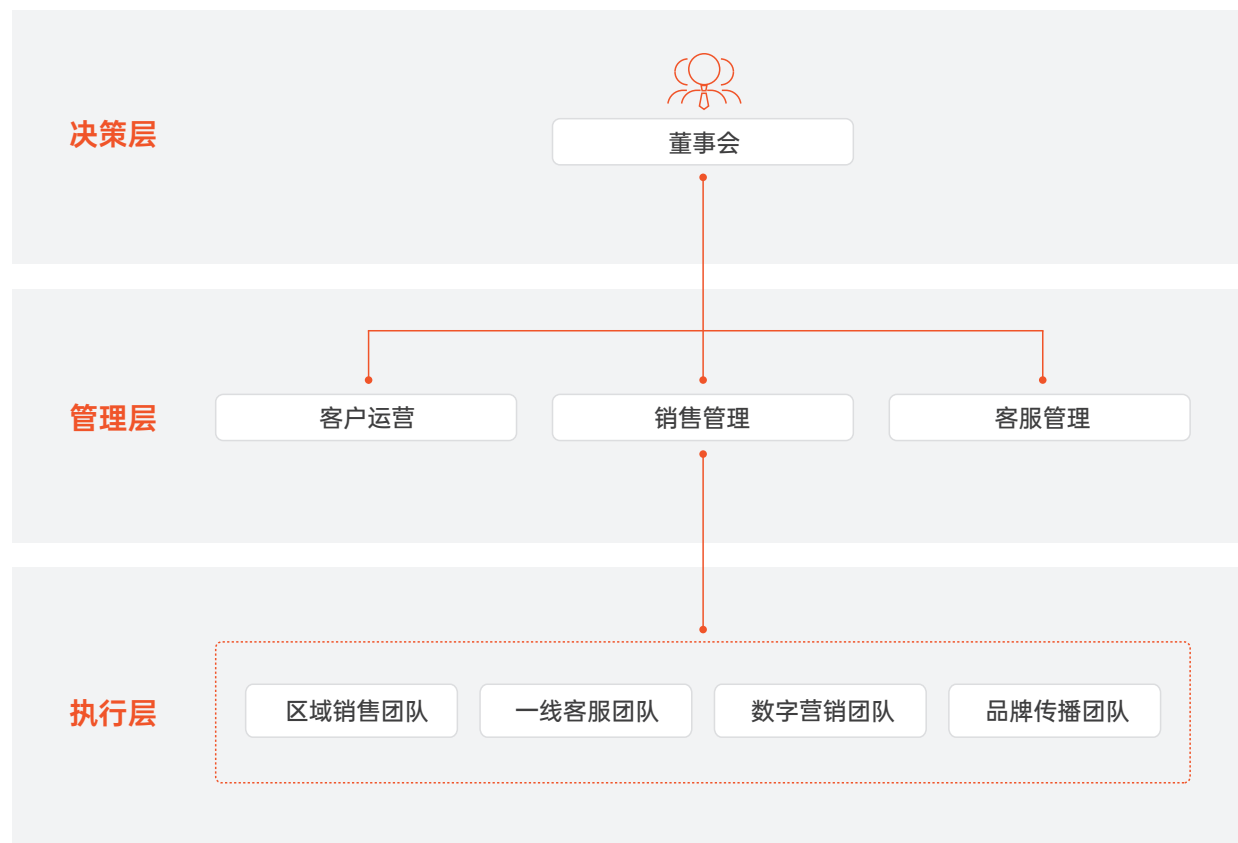 决策层
董事会
管理层
客户运营
销售管理
客服管理
执行层
区域销售团队
一线客服团队
数字营销团队
品牌传播团队